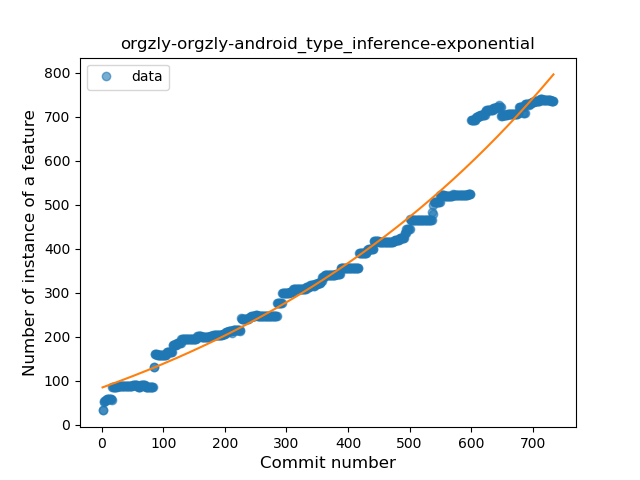 orgzly-orgzly-android_type_inference-exponential
data
Number of instance of a feature
800
700
600
500
400
300
200
100
0
0 100 200 300 400 500 600 700
Commit number